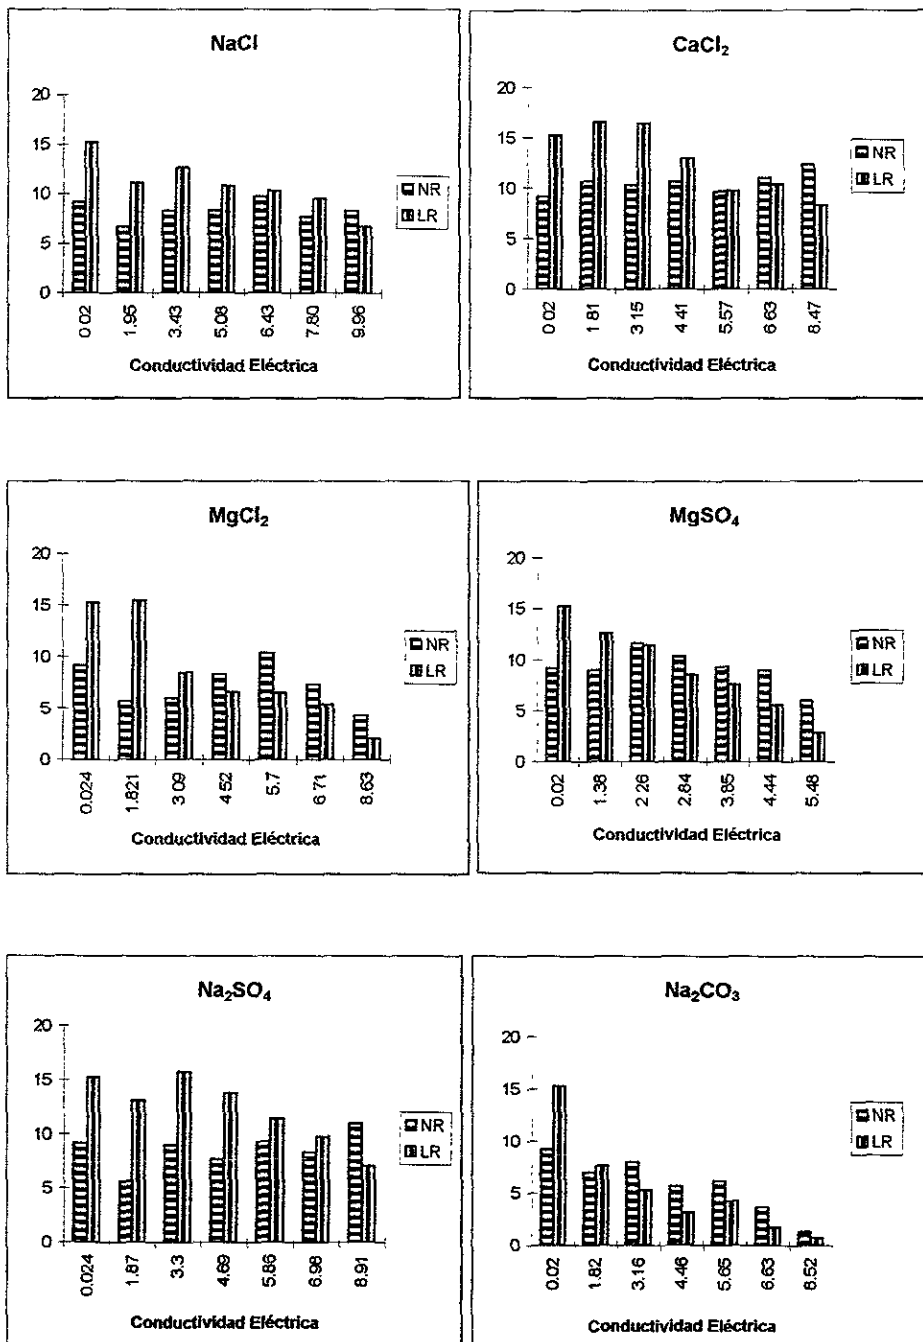 NaCl
20
15
10
5
0
0.02 1.95 3.43 5.08 6.43 7.80 9.96
Conductividad Eléctrica
NR
LR
CaCl₂
20
15
10
5
0
0.02 1 81 3 15 4 41 5.57 6 63 8.47
Conductividad Eléctrica
NR
LR
MgCl₂
20
15
10
5
0
0.024 1.821 3 09 4 52 5.7 6 71 8.63
Conductividad Eléctrica
NR
LR
MgSO₄
20
15
10
5
0
0.02 1.38 2 26 2.84 3.85 4.44 5.48
Conductividad Eléctrica
NR
LR
Na₂SO₄
20
15
10
5
0
0.024 1.87 3.3 4.69 5.86 6.98 8.91
Conductividad Eléctrica
NR
LR
Na₂CO₃
20
15
10
5
0
0.02 1.82 3.16 4.46 5.65 6.63 8.52
Conductividad Eléctrica
NR
LR